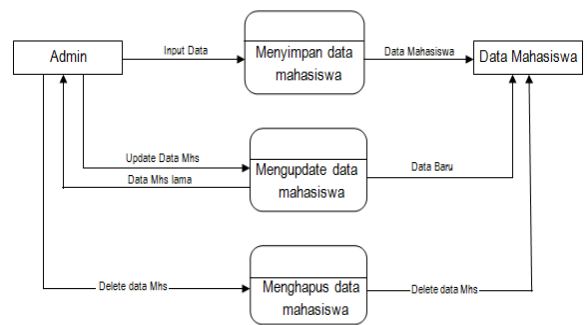 Admin
Input Data
Menyimpan data
mahasiswa
Data Mahasiswa
Data Mahasiswa
Update Data Mhs
Data Mhs lama
Mengupdate data
mahasiswa
Data Baru
Delete data Mhs
Menghapus data
mahasiswa
Delete data Mhs